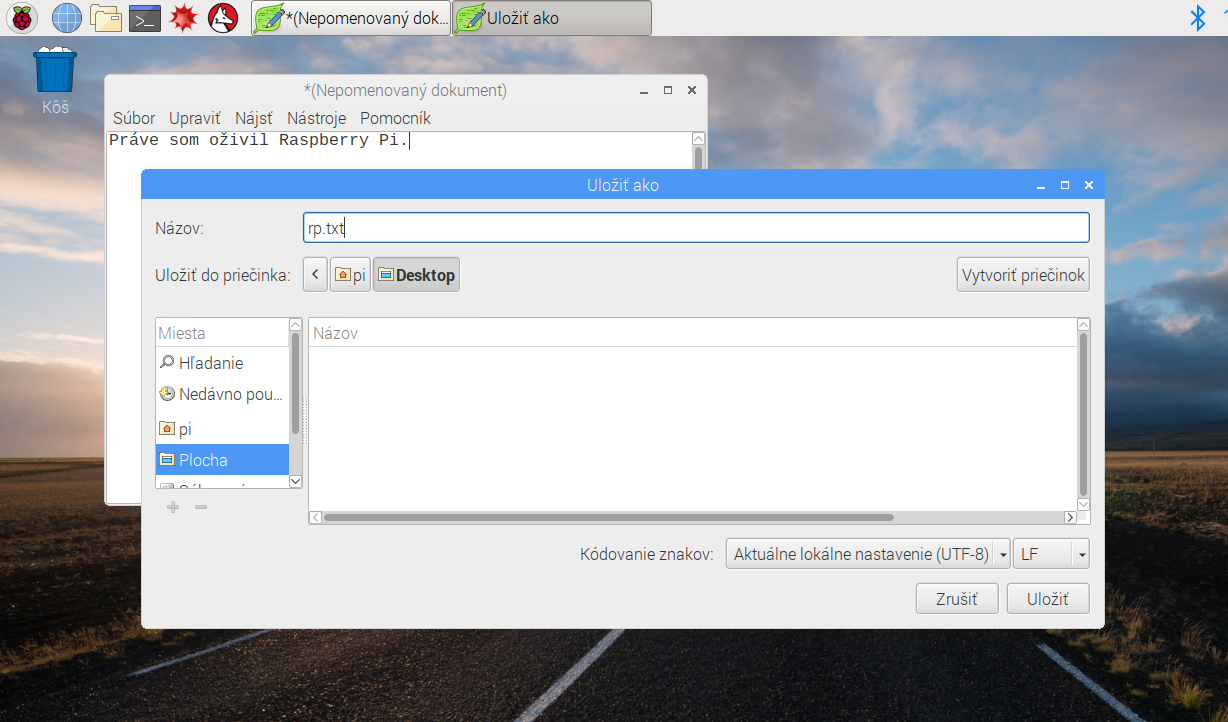 *(Nepomenovaný dok...
Uložiť ako
Kôš
*(Nepomenovaný dokument)
Súbor Upraviť Nájsť Nástroje Pomocník
Práve som oživil Raspberry Pi.
Uložiť ako
Názov: rp.txt
Uložiť do priečinka: pi Desktop Vytvoriť priečinok
Miesta
Názov
Hľadanie
Nedávno pou...
pi
Plocha
Kódovanie znakov: Aktuálne lokálne nastavenie (UTF-8) LF
Zrušiť Uložiť